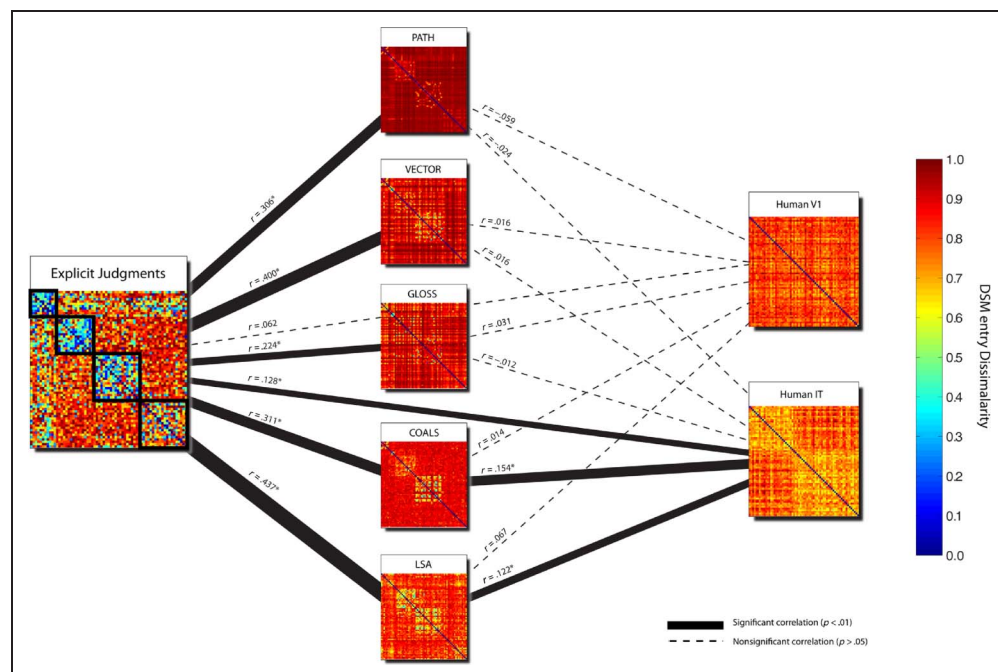 PATH
VECTOR
GLOSS
COALS
LSA
Explicit Judgments
Human V1
Human IT
r = .306*
r = .400*
r = .062
r = .224*
r = .128*
r = .311*
r = .437*
r = -.059
r = -.024
r = .016
r = .016
r = .031
r = -.012
r = .014
r = .154*
r = .067
r = .122*
1.0
0.9
0.8
0.7
0.6
0.5
0.4
0.3
0.2
0.1
0.0
DSM entry Dissimalarity
Significant correlation (p < .01)
Nonsignificant correlation (p > .05)